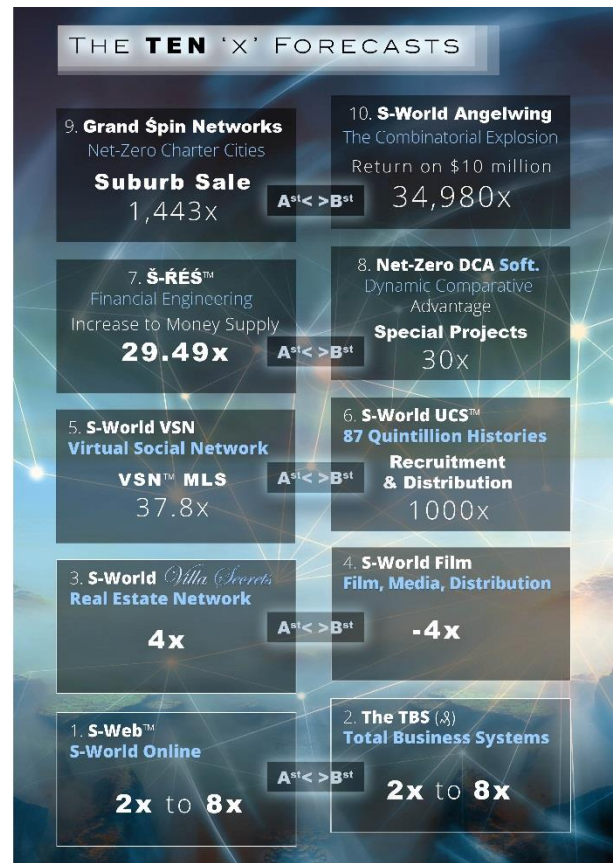 THE TEN ‘X’ FORECASTS
9. Grand Śpin Networks
Net-Zero Charter Cities
Suburb Sale
1,443x
Aˢᵗ< >Bˢᵗ
10. S-World Angelwing
The Combinatorial Explosion
Return on $10 million
34,980x
7. Š-ŔÉŚ™
Financial Engineering
Increase to Money Supply
29.49x
Aˢᵗ< >Bˢᵗ
8. Net-Zero DCA Soft.
Dynamic Comparative
Advantage
Special Projects
30x
5. S-World VSN
Virtual Social Network
VSN™ MLS
37.8x
Aˢᵗ< >Bˢᵗ
6. S-World UCS™
87 Quintillion Histories
Recruitment
& Distribution
1000x
3. S-World Villa Secrets
Real Estate Network
4x
Aˢᵗ< >Bˢᵗ
4. S-World Film
Film, Media, Distribution
-4x
1. S-Web™
S-World Online
2x to 8x
Aˢᵗ< >Bˢᵗ
2. The TBS
Total Business Systems
2x to 8x